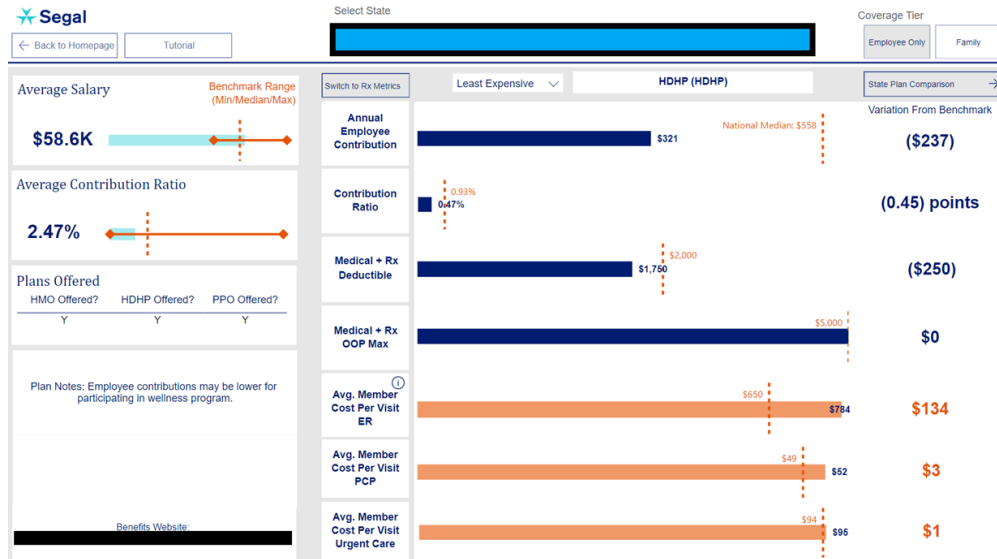 Segal
Back to Homepage
Tutorial
Select State
Coverage Tier
Employee Only
Family
Average Salary
Benchmark Range
(Min/Median/Max)
$58.6K
Average Contribution Ratio
2.47%
Plans Offered
HMO Offered? HDHP Offered? PPO Offered?
Y Y Y
Plan Notes: Employee contributions may be lower for
participating in wellness program.
Benefits Website:
Switch to Rx Metrics
Least Expensive
HDHP (HDHP)
State Plan Comparison
Variation From Benchmark
Annual
Employee
Contribution
$321
National Median: $558
($237)
Contribution
Ratio
0.47%
0.93%
(0.45) points
Medical + Rx
Deductible
$1,750
$2,000
($250)
Medical + Rx
OOP Max
$5,000
$0
Avg. Member
Cost Per Visit
ER
$650
$784
$134
Avg. Member
Cost Per Visit
PCP
$49
$52
$3
Avg. Member
Cost Per Visit
Urgent Care
$94
$95
$1